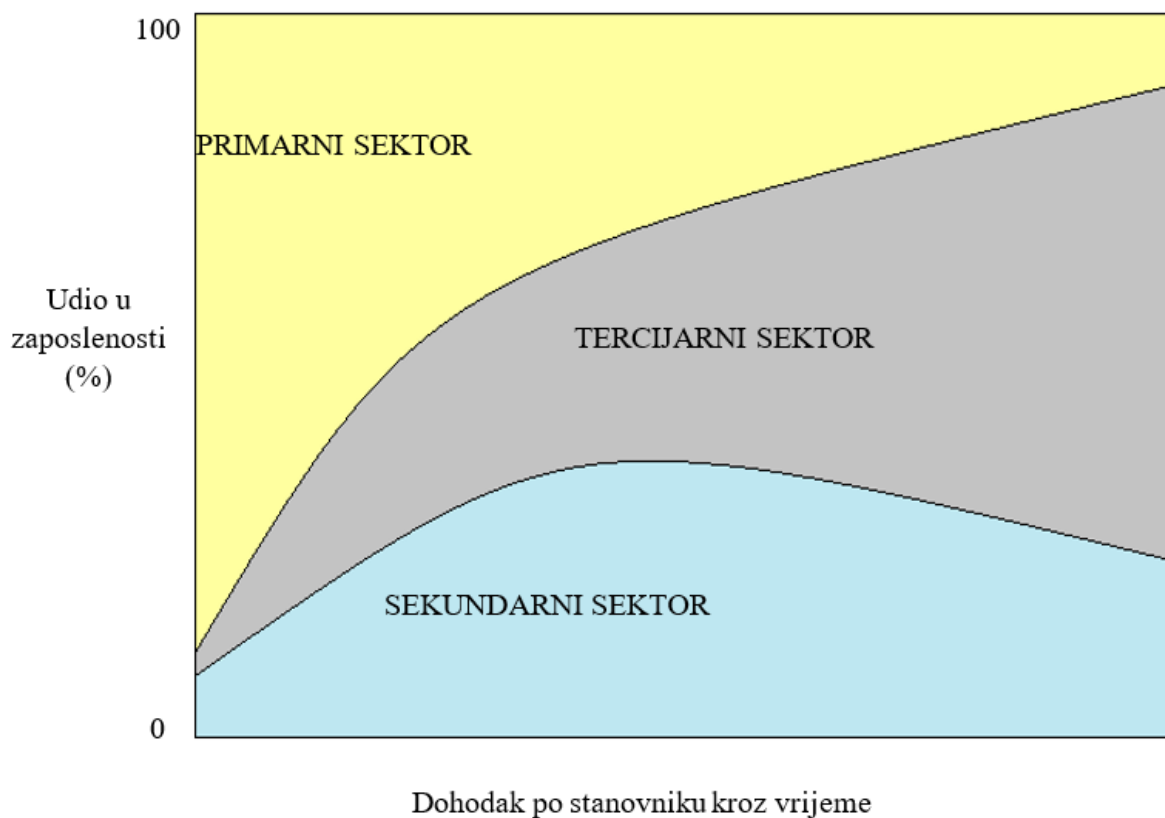 100
PRIMARNI SEKTOR
Udio u
zaposlenosti
(%)
TERCIJARNI SEKTOR
SEKUNDARNI SEKTOR
0
Dohodak po stanovniku kroz vrijeme